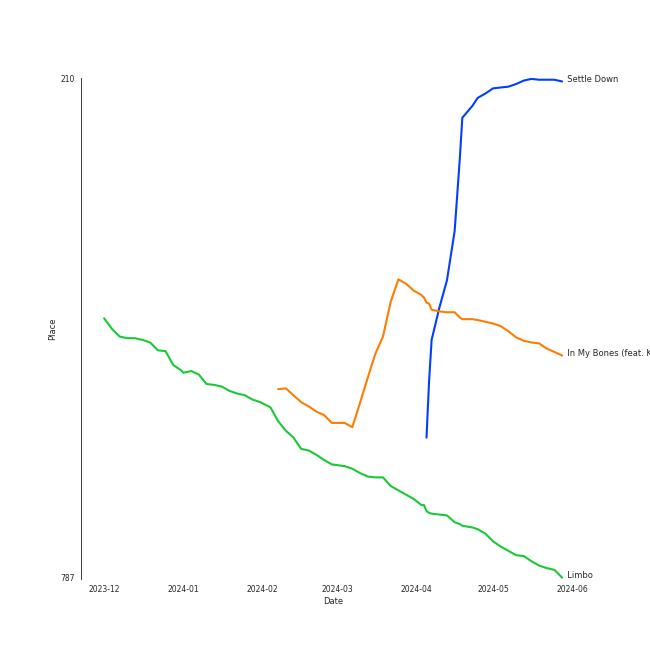 210
Settle Down
Place
In My Bones (feat. K
Limbo
787
2023-12 2024-01 2024-02 2024-03 2024-04 2024-05 2024-06
Date